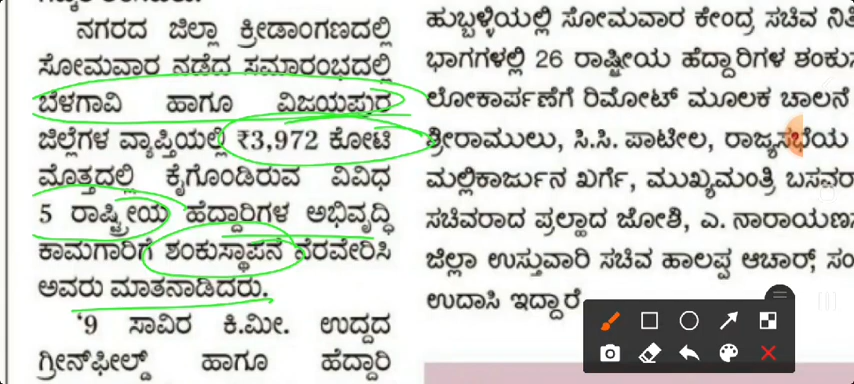 ನಗರದ ಜಿಲ್ಲಾ ಕ್ರೀಡಾಂಗಣದಲ್ಲಿ
ಸೋಮವಾರ ನಡೆದ ಸಮಾರಂಭದಲ್ಲಿ
ಬೆಳಗಾವಿ ಹಾಗೂ ವಿಜಯಪುರ
ಜಿಲ್ಲೆಗಳ ವ್ಯಾಪ್ತಿಯಲ್ಲಿ ₹3,972 ಕೋಟಿ
ಮೊತ್ತದಲ್ಲಿ ಕೈಗೊಂಡಿರುವ ವಿವಿಧ
5 ರಾಷ್ಟ್ರೀಯ ಹೆದ್ದಾರಿಗಳ ಅಭಿವೃದ್ಧಿ
ಕಾಮಗಾರಿಗೆ ಶಂಕುಸ್ಥಾಪನೆ ನೆರವೇರಿಸಿ
ಅವರು ಮಾತನಾಡಿದರು.
'9 ಸಾವಿರ ಕಿ.ಮೀ. ಉದ್ದದ
ಗ್ರೀನ್‌ಫೀಲ್ಡ್ ಹಾಗೂ ಹೆದ್ದಾರಿ
ಹುಬ್ಬಳ್ಳಿಯಲ್ಲಿ ಸೋಮವಾರ ಕೇಂದ್ರ ಸಚಿವ
ಭಾಗಗಳಲ್ಲಿ 26 ರಾಷ್ಟ್ರೀಯ ಹೆದ್ದಾರಿಗಳ
ಲೋಕಾರ್ಪಣೆಗೆ ರಿಮೋಟ್ ಮೂಲಕ ಚಾಲನೆ
ಶ್ರೀರಾಮುಲು, ಸಿ.ಸಿ. ಪಾಟೀಲ, ರಾಜ್ಯಸಭೆಯ
ಮಲ್ಲಿಕಾರ್ಜುನ ಖರ್ಗೆ, ಮುಖ್ಯಮಂತ್ರಿ
ಸಚಿವರಾದ ಪ್ರಲ್ಹಾದ ಜೋಶಿ, ಎ.
ಜಿಲ್ಲಾ ಉಸ್ತುವಾರಿ ಸಚಿವ ಹಾಲಪ್ಪ ಆಚಾರ್,
ಉದಾಸಿ ಇದ್ದಾರೆ